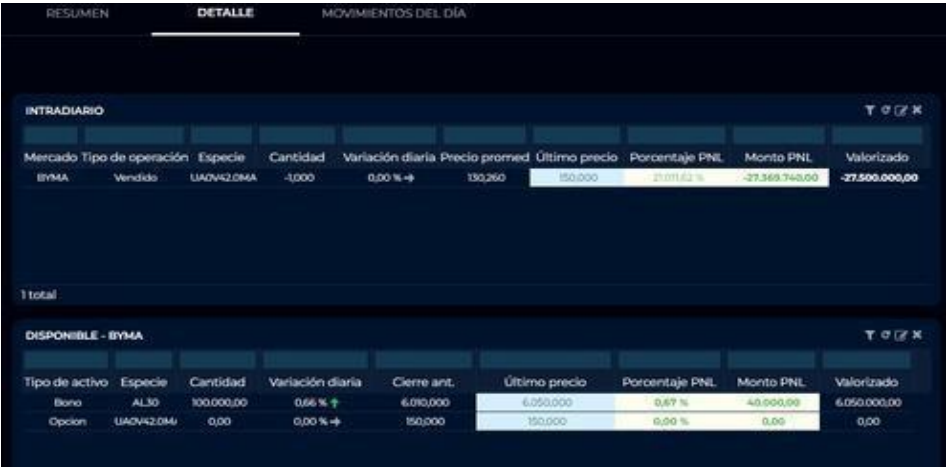 RESUMEN DETALLE MOVIMIENTOS DEL DÍA
INTRADIARIO
Mercado Tipo de operación Especie Cantidad Variación diaria Precio promed Último precio Porcentaje PNL Monto PNL Valorizado
BYMA Vendido UA0V42.0MA -1,000 0,00 % → 130,260 150,000 21.011,62 % -27.369.740,00 -27.500.000,00
1 total
DISPONIBLE - BYMA
Tipo de activo Especie Cantidad Variación diaria Cierre ant. Último precio Porcentaje PNL Monto PNL Valorizado
Bono AL30 100.000,00 0,66 % ↑ 6.010,000 6.050,000 0,67 % 40.000,00 6.050.000,00
Opcion UA0V42.0M 0,00 0,00 % → 150,000 150,000 0,00 % 0,00 0,00